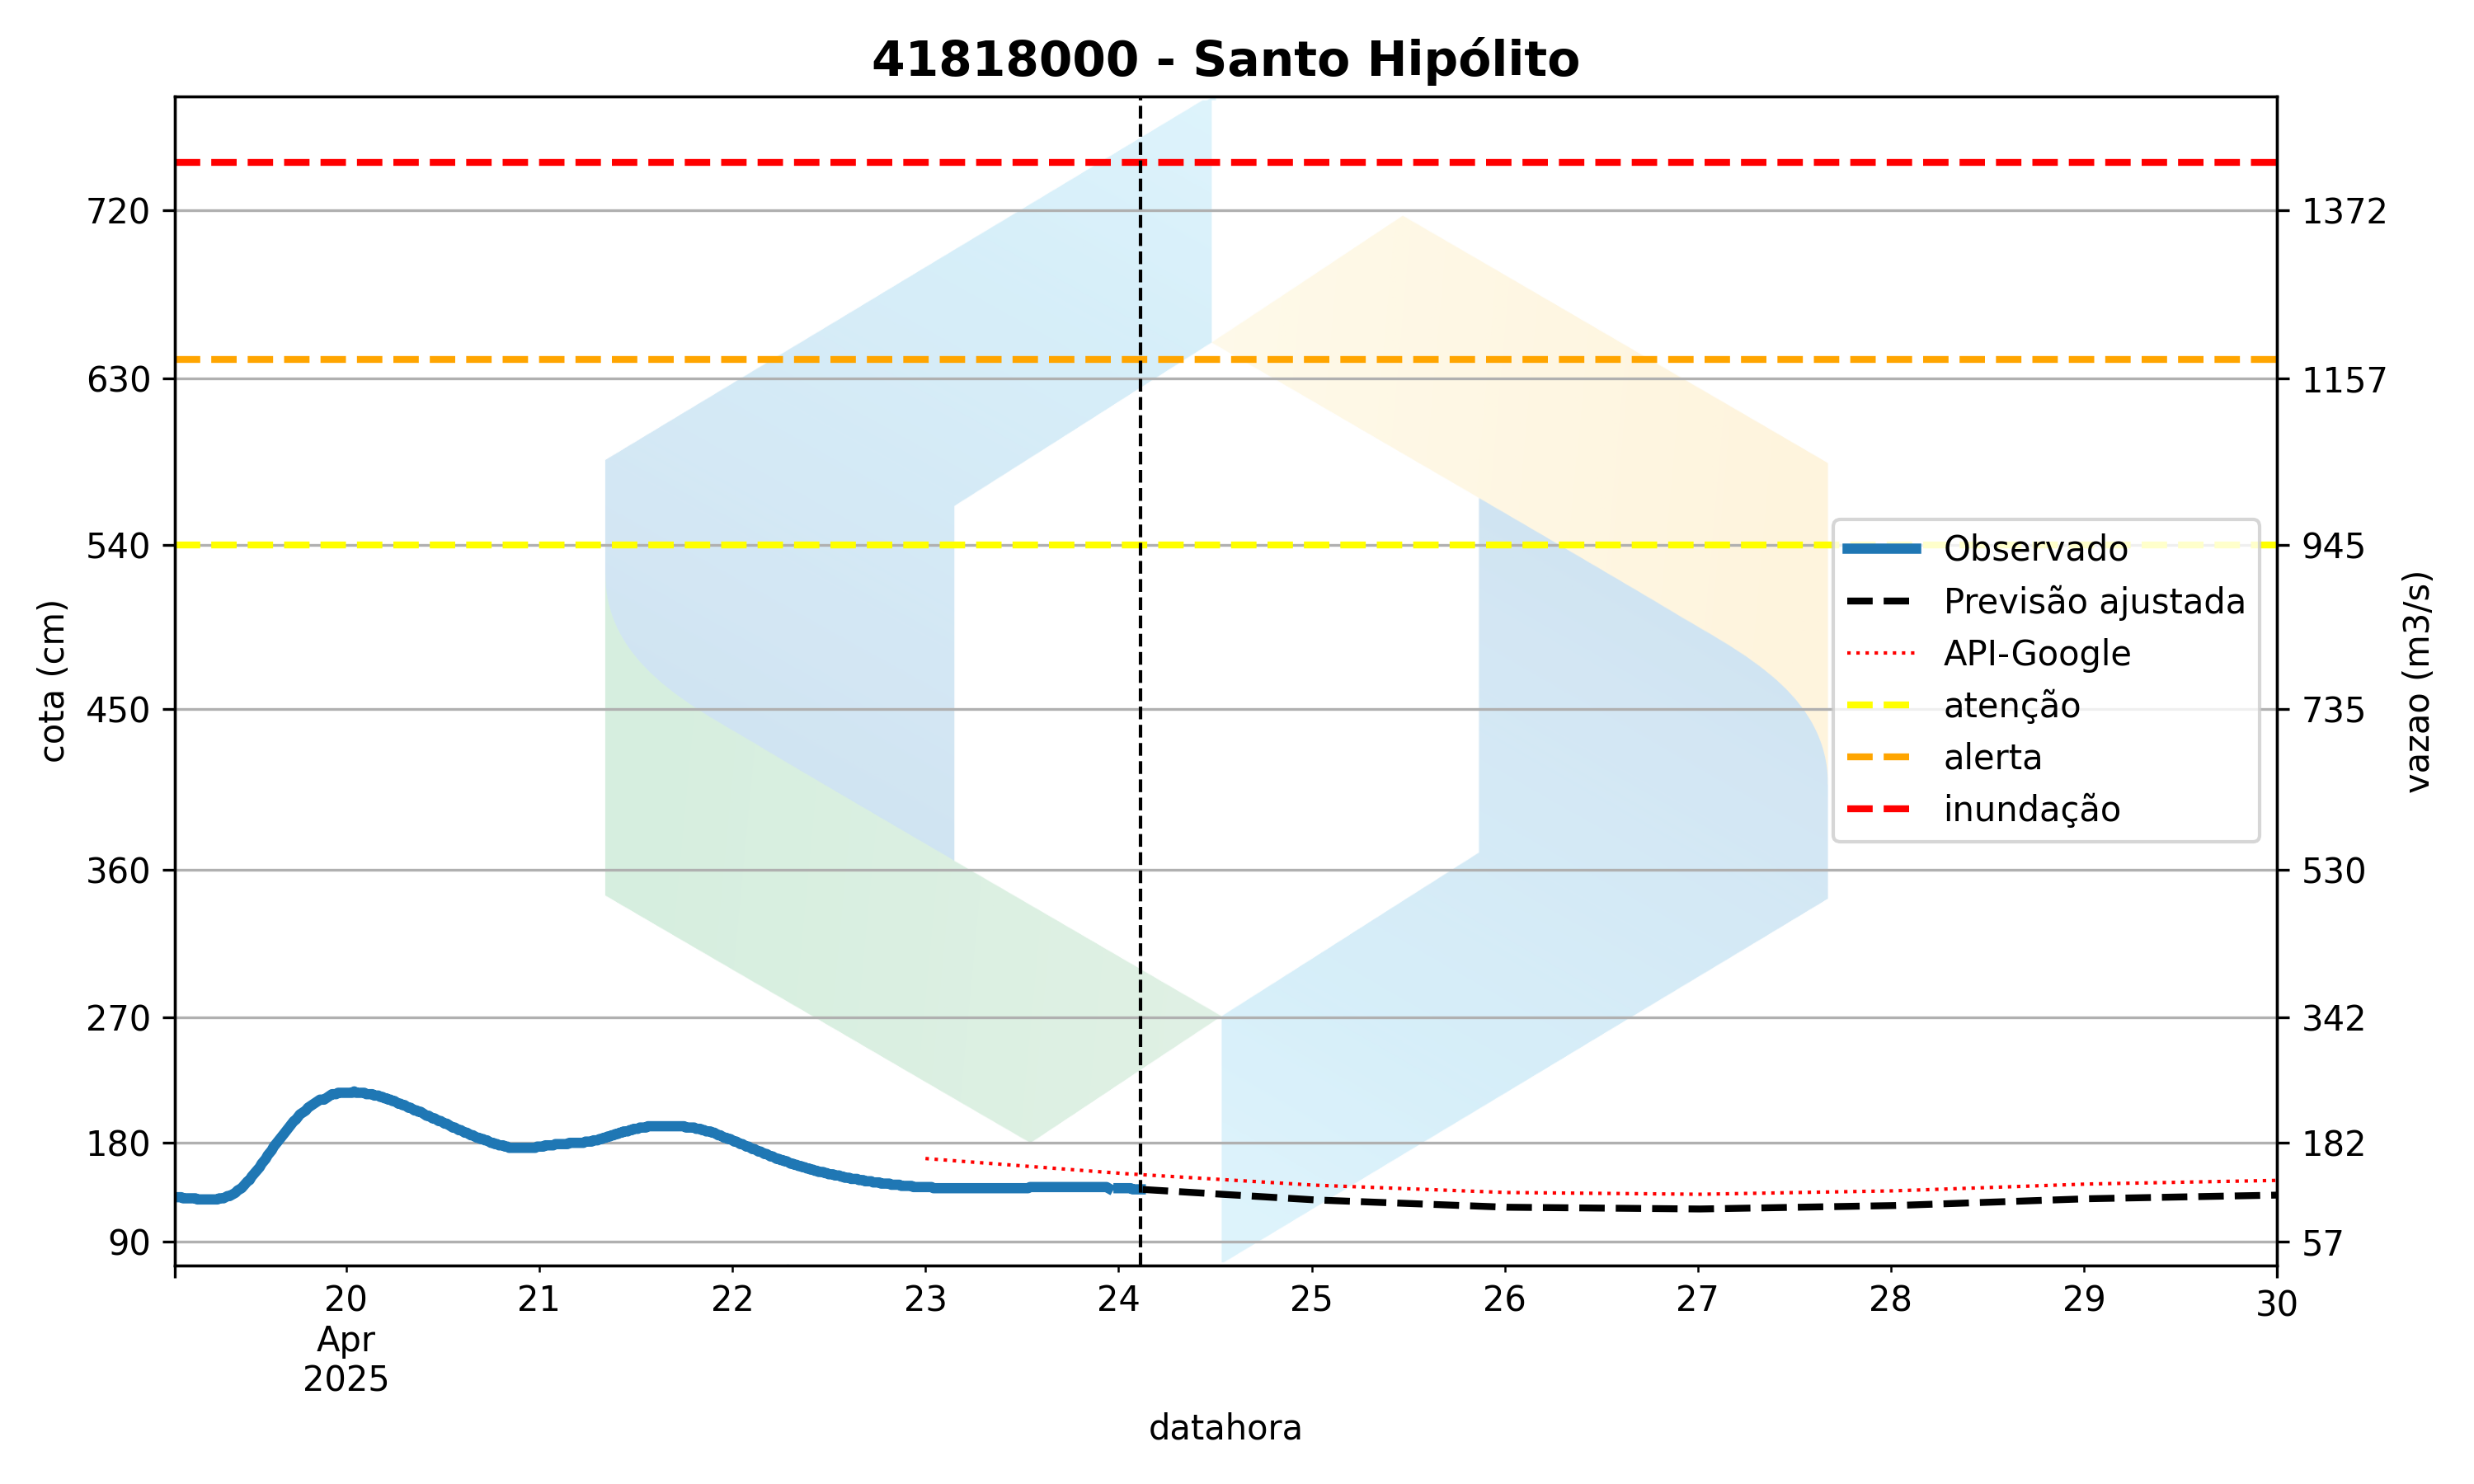 41818000 - Santo Hipólito
cota (cm)
720
630
540
450
360
270
180
90
1372
1157
945
735
530
342
182
57
vazao (m3/s)
Observado
Previsão ajustada
API-Google
atenção
alerta
inundação
20 21 22 23 24 25 26 27 28 29 30
Apr
2025
datahora